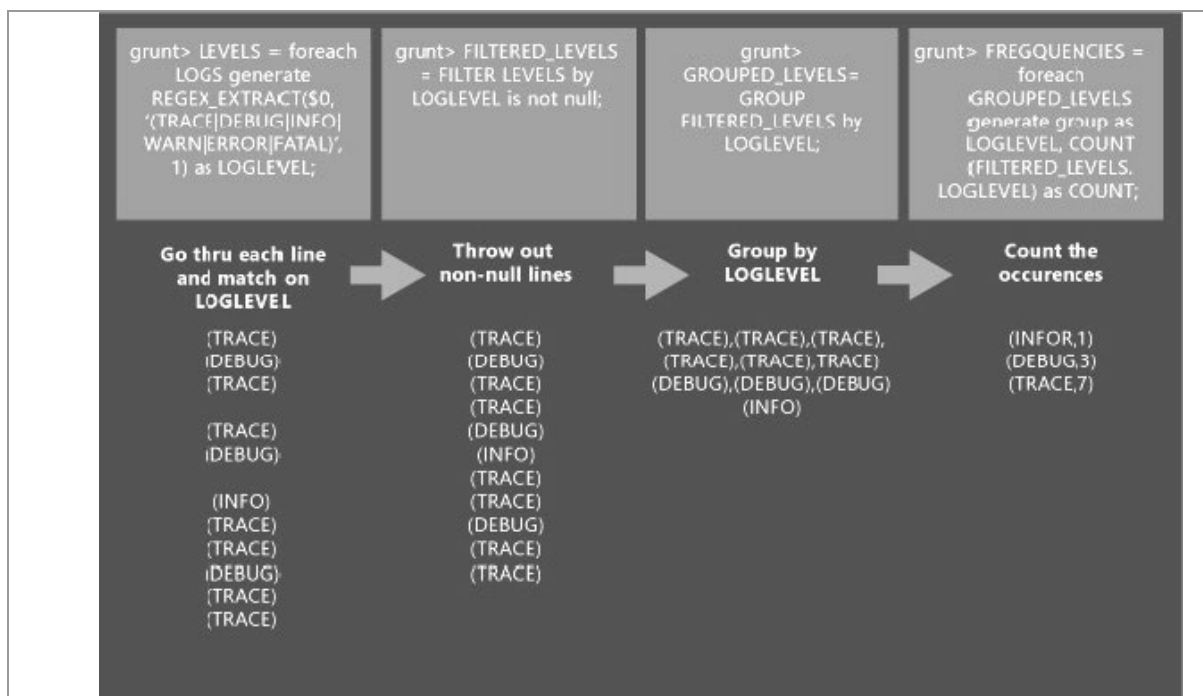 grunt> LEVELS = foreach
LOGS generate
REGEX_EXTRACT($0,
'(TRACE|DEBUG|INFO|
WARN|ERROR|FATAL)',
1) as LOGLEVEL;
grunt> FILTERED_LEVELS
= FILTER LEVELS by
LOGLEVEL is not null;
grunt>
GROUPED_LEVELS=
GROUP
FILTERED_LEVELS by
LOGLEVEL;
grunt> FREGQUENCIES =
foreach
GROUPED_LEVELS
generate group as
LOGLEVEL, COUNT
(FILTERED_LEVELS.
LOGLEVEL) as COUNT;
Go thru each line
and match on
LOGLEVEL
Throw out
non-null lines
Group by
LOGLEVEL
Count the
occurences
(TRACE)
(DEBUG)
(TRACE)
(TRACE)
(DEBUG)
(INFO)
(TRACE)
(TRACE)
(DEBUG)
(TRACE)
(TRACE)
(TRACE)
(DEBUG)
(TRACE)
(TRACE)
(DEBUG)
(INFO)
(TRACE)
(TRACE)
(DEBUG)
(TRACE)
(TRACE)
(TRACE),(TRACE),(TRACE),
(TRACE),(TRACE),TRACE)
(DEBUG),(DEBUG),(DEBUG)
(INFO)
(INFOR,1)
(DEBUG,3)
(TRACE,7)